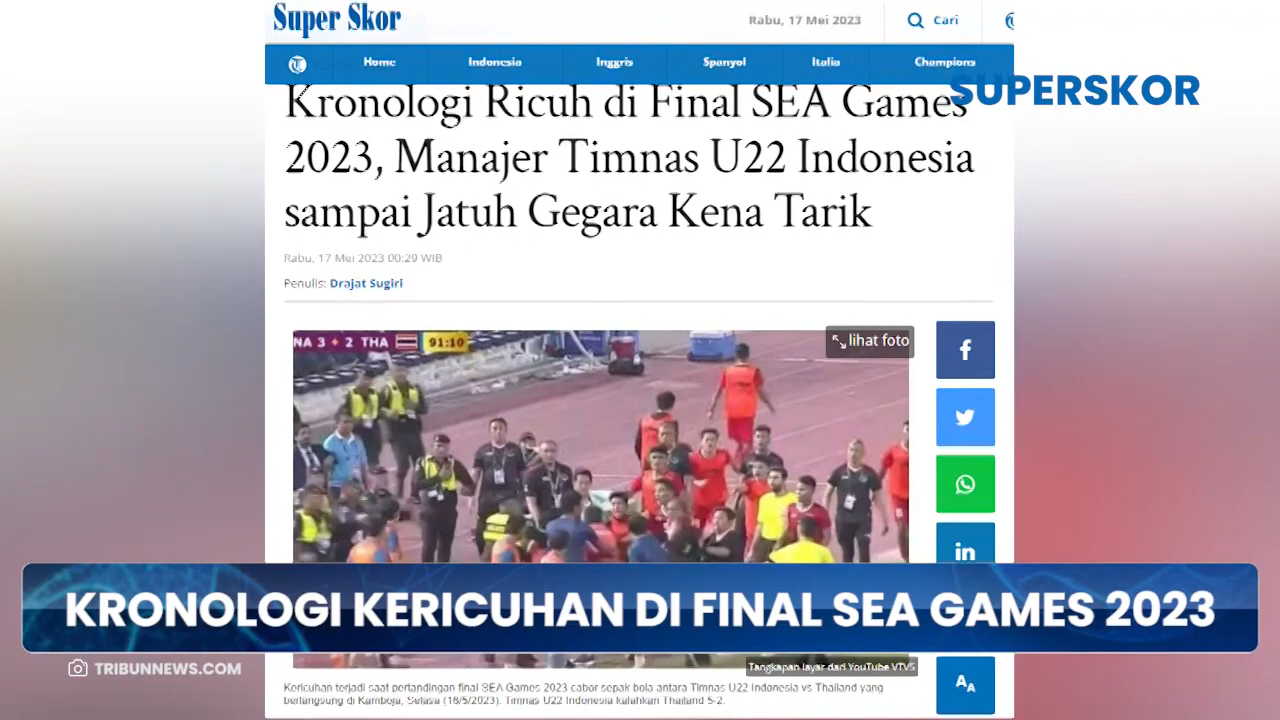 Super Skor
Rabu, 17 Mei 2023
Cari
Home Indonesia Inggris Spanyol Italia Champions
SUPERSKOR
Kronologi Ricuh di Final SEA Games
2023, Manajer Timnas U22 Indonesia
sampai Jatuh Gegara Kena Tarik
Rabu, 17 Mei 2023 00:29 WIB
Penulis: Drajat Sugiri
NA 3 2 THA 91:10
lihat foto
f
in
KRONOLOGI KERICUHAN DI FINAL SEA GAMES 2023
TRIBUNNEWS.COM
Tangkapan layar dari YouTube VTV5
AA
Kericuhan terjadi saat pertandingan final SEA Games 2023 cabor sepak bola antara Timnas U22 Indonesia vs Thailand yang
berlangsung di Kamboja, Selasa (16/5/2023). Timnas U22 Indonesia kalahkan Thailand 5-2.